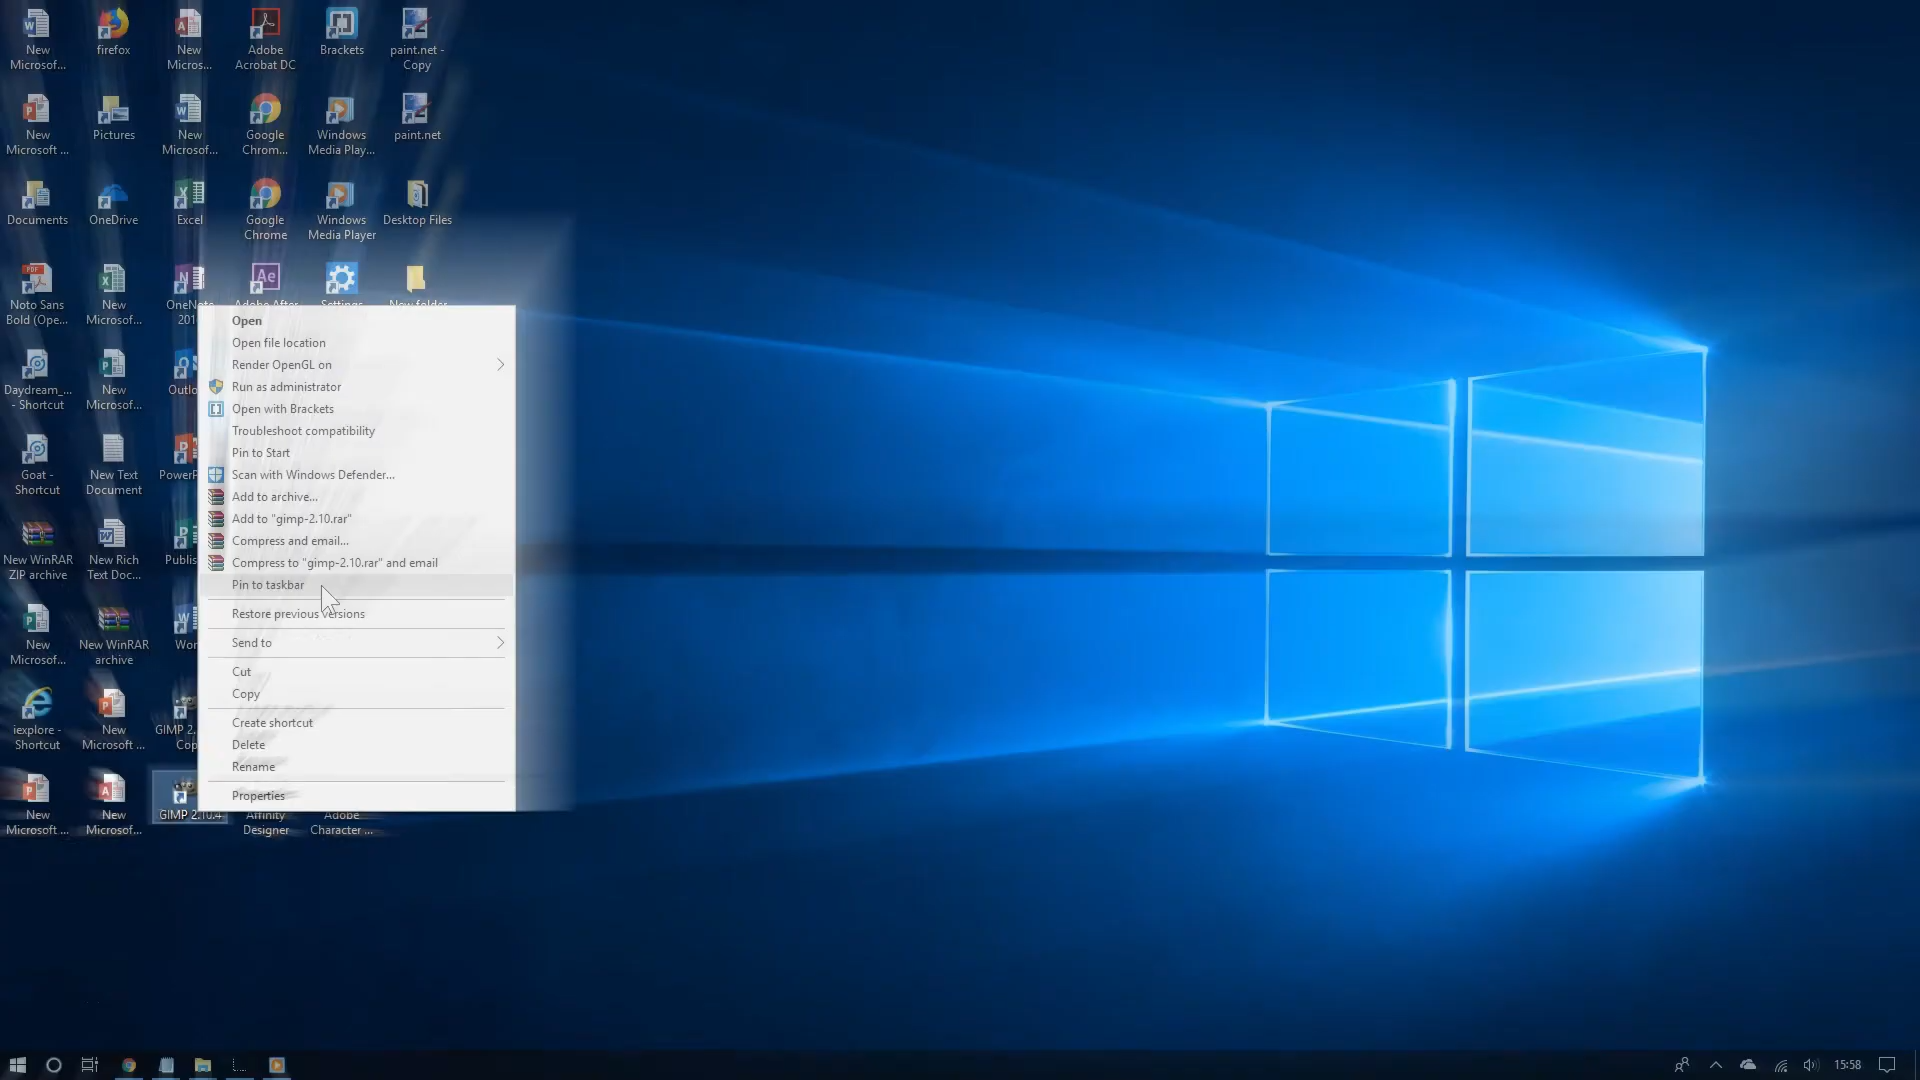 New
Microsof...
firefox
New
Micros...
Adobe
Acrobat DC
Brackets
paint.net -
Copy
New
Microsoft ...
Pictures
New
Microsof...
Google
Chrom...
Windows
Media Play...
paint.net
Documents
OneDrive
Excel
Google
Chrome
Windows
Media Player
Desktop Files
PDF
Noto Sans
Bold (Ope...
New
Microsof...
OneNote
201
Adobe After
Settings
New folder
Daydream_...
- Shortcut
New
Microsof...
Outlo
Goat -
Shortcut
New Text
Document
PowerP
New WinRAR
ZIP archive
New Rich
Text Doc...
Publis
New
Microsof...
New WinRAR
archive
Wor
iexplore -
Shortcut
New
Microsoft ...
GIMP 2.
Cop
New
Microsoft ...
New
Microsof...
GIMP 2.10.4
Affinity
Designer
Adobe
Character ...
Open
Open file location
Render OpenGL on
Run as administrator
Open with Brackets
Troubleshoot compatibility
Pin to Start
Scan with Windows Defender...
Add to archive...
Add to "gimp-2.10.rar"
Compress and email...
Compress to "gimp-2.10.rar" and email
Pin to taskbar
Restore previous versions
Send to
Cut
Copy
Create shortcut
Delete
Rename
Properties
15:58